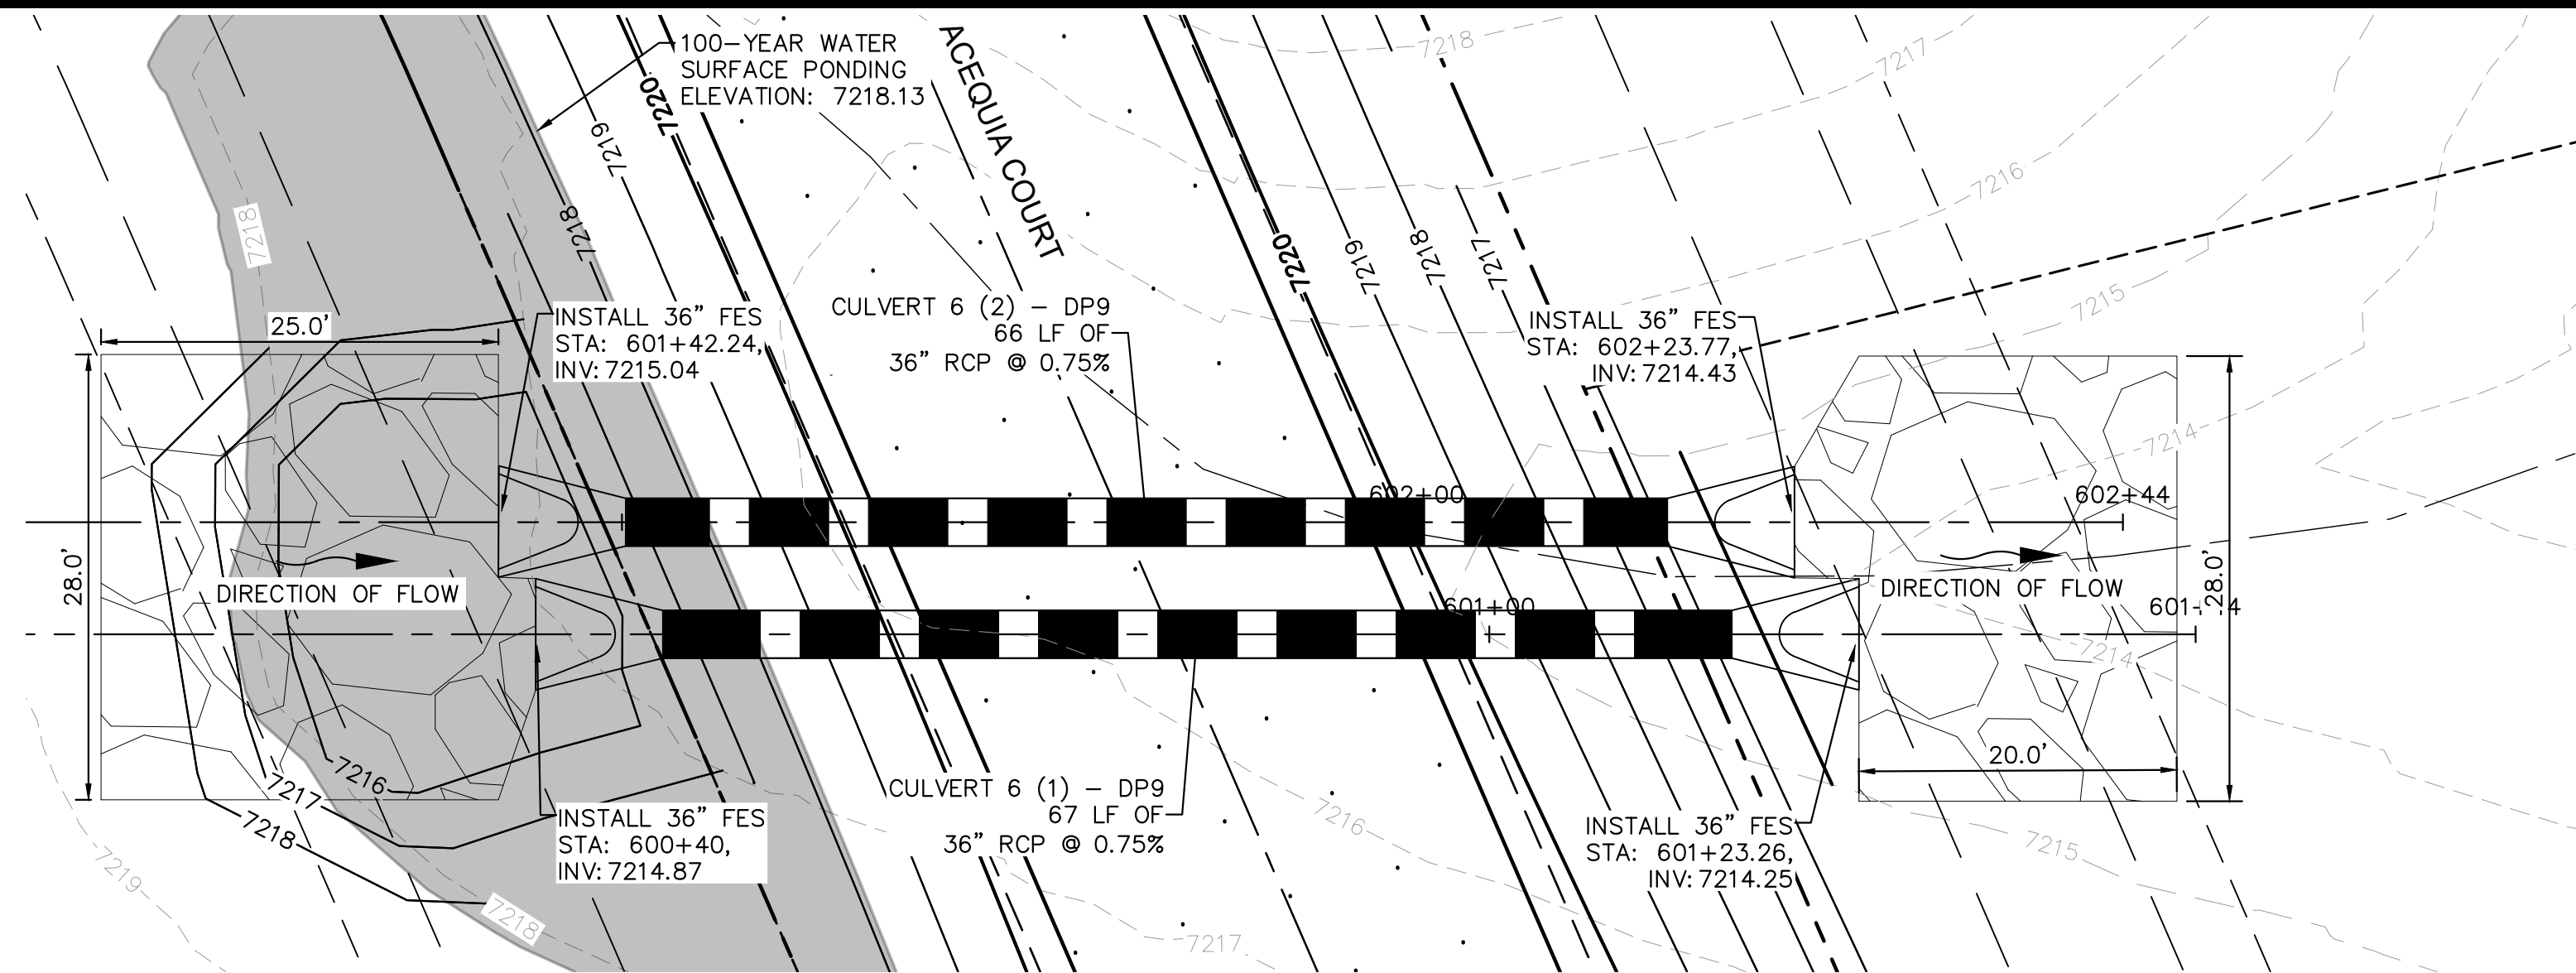 100-YEAR WATER
SURFACE PONDING
ELEVATION: 7218.13
ACEQUIA COURT
7218
7217
7220
7219
7218
7218
7216
7220
7219
7218
7217
7215
25.0'
INSTALL 36" FES
STA: 601+42.24,
INV: 7215.04
CULVERT 6 (2) - DP9
66 LF OF
36" RCP @ 0.75%
INSTALL 36" FES
STA: 602+23.77,
INV: 7214.43
7214
602+00
602+44
28.0'
DIRECTION OF FLOW
DIRECTION OF FLOW
28.0'
601+00
7214
7216
7217
7218
20.0'
CULVERT 6 (1) - DP9
67 LF OF
36" RCP @ 0.75%
INSTALL 36" FES
STA: 600+40,
INV: 7214.87
INSTALL 36" FES
STA: 601+23.26,
INV: 7214.25
7216
7215
7219
7218
7217